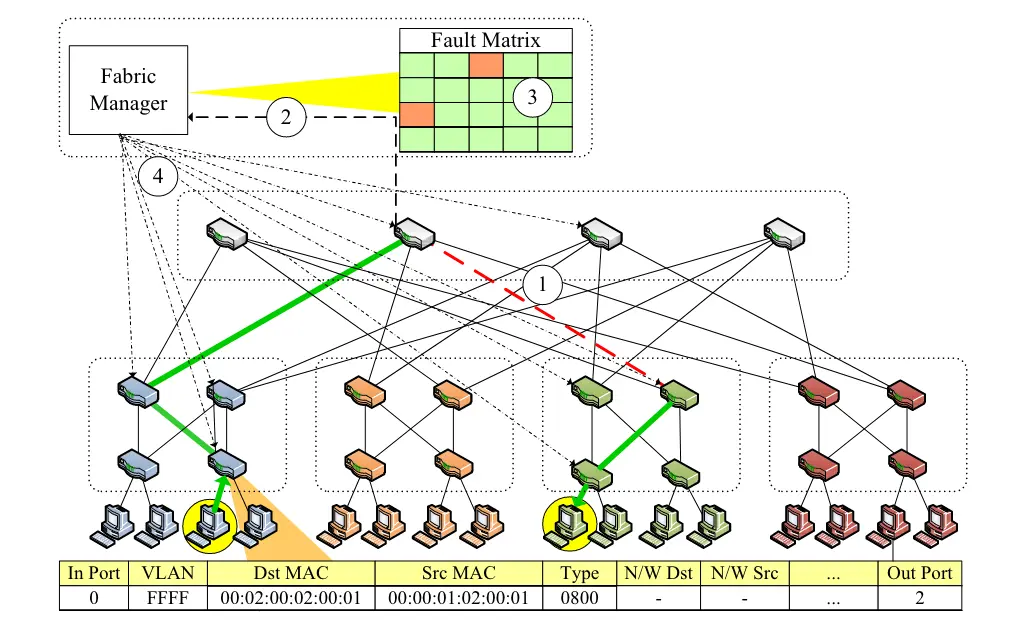 Fault Matrix
Fabric
Manager
2
3
4
1
In Port VLAN Dst MAC Src MAC Type N/W Dst N/W Src ... Out Port
0 FFFF 00:02:00:02:00:01 00:00:01:02:00:01 0800 - - ... 2